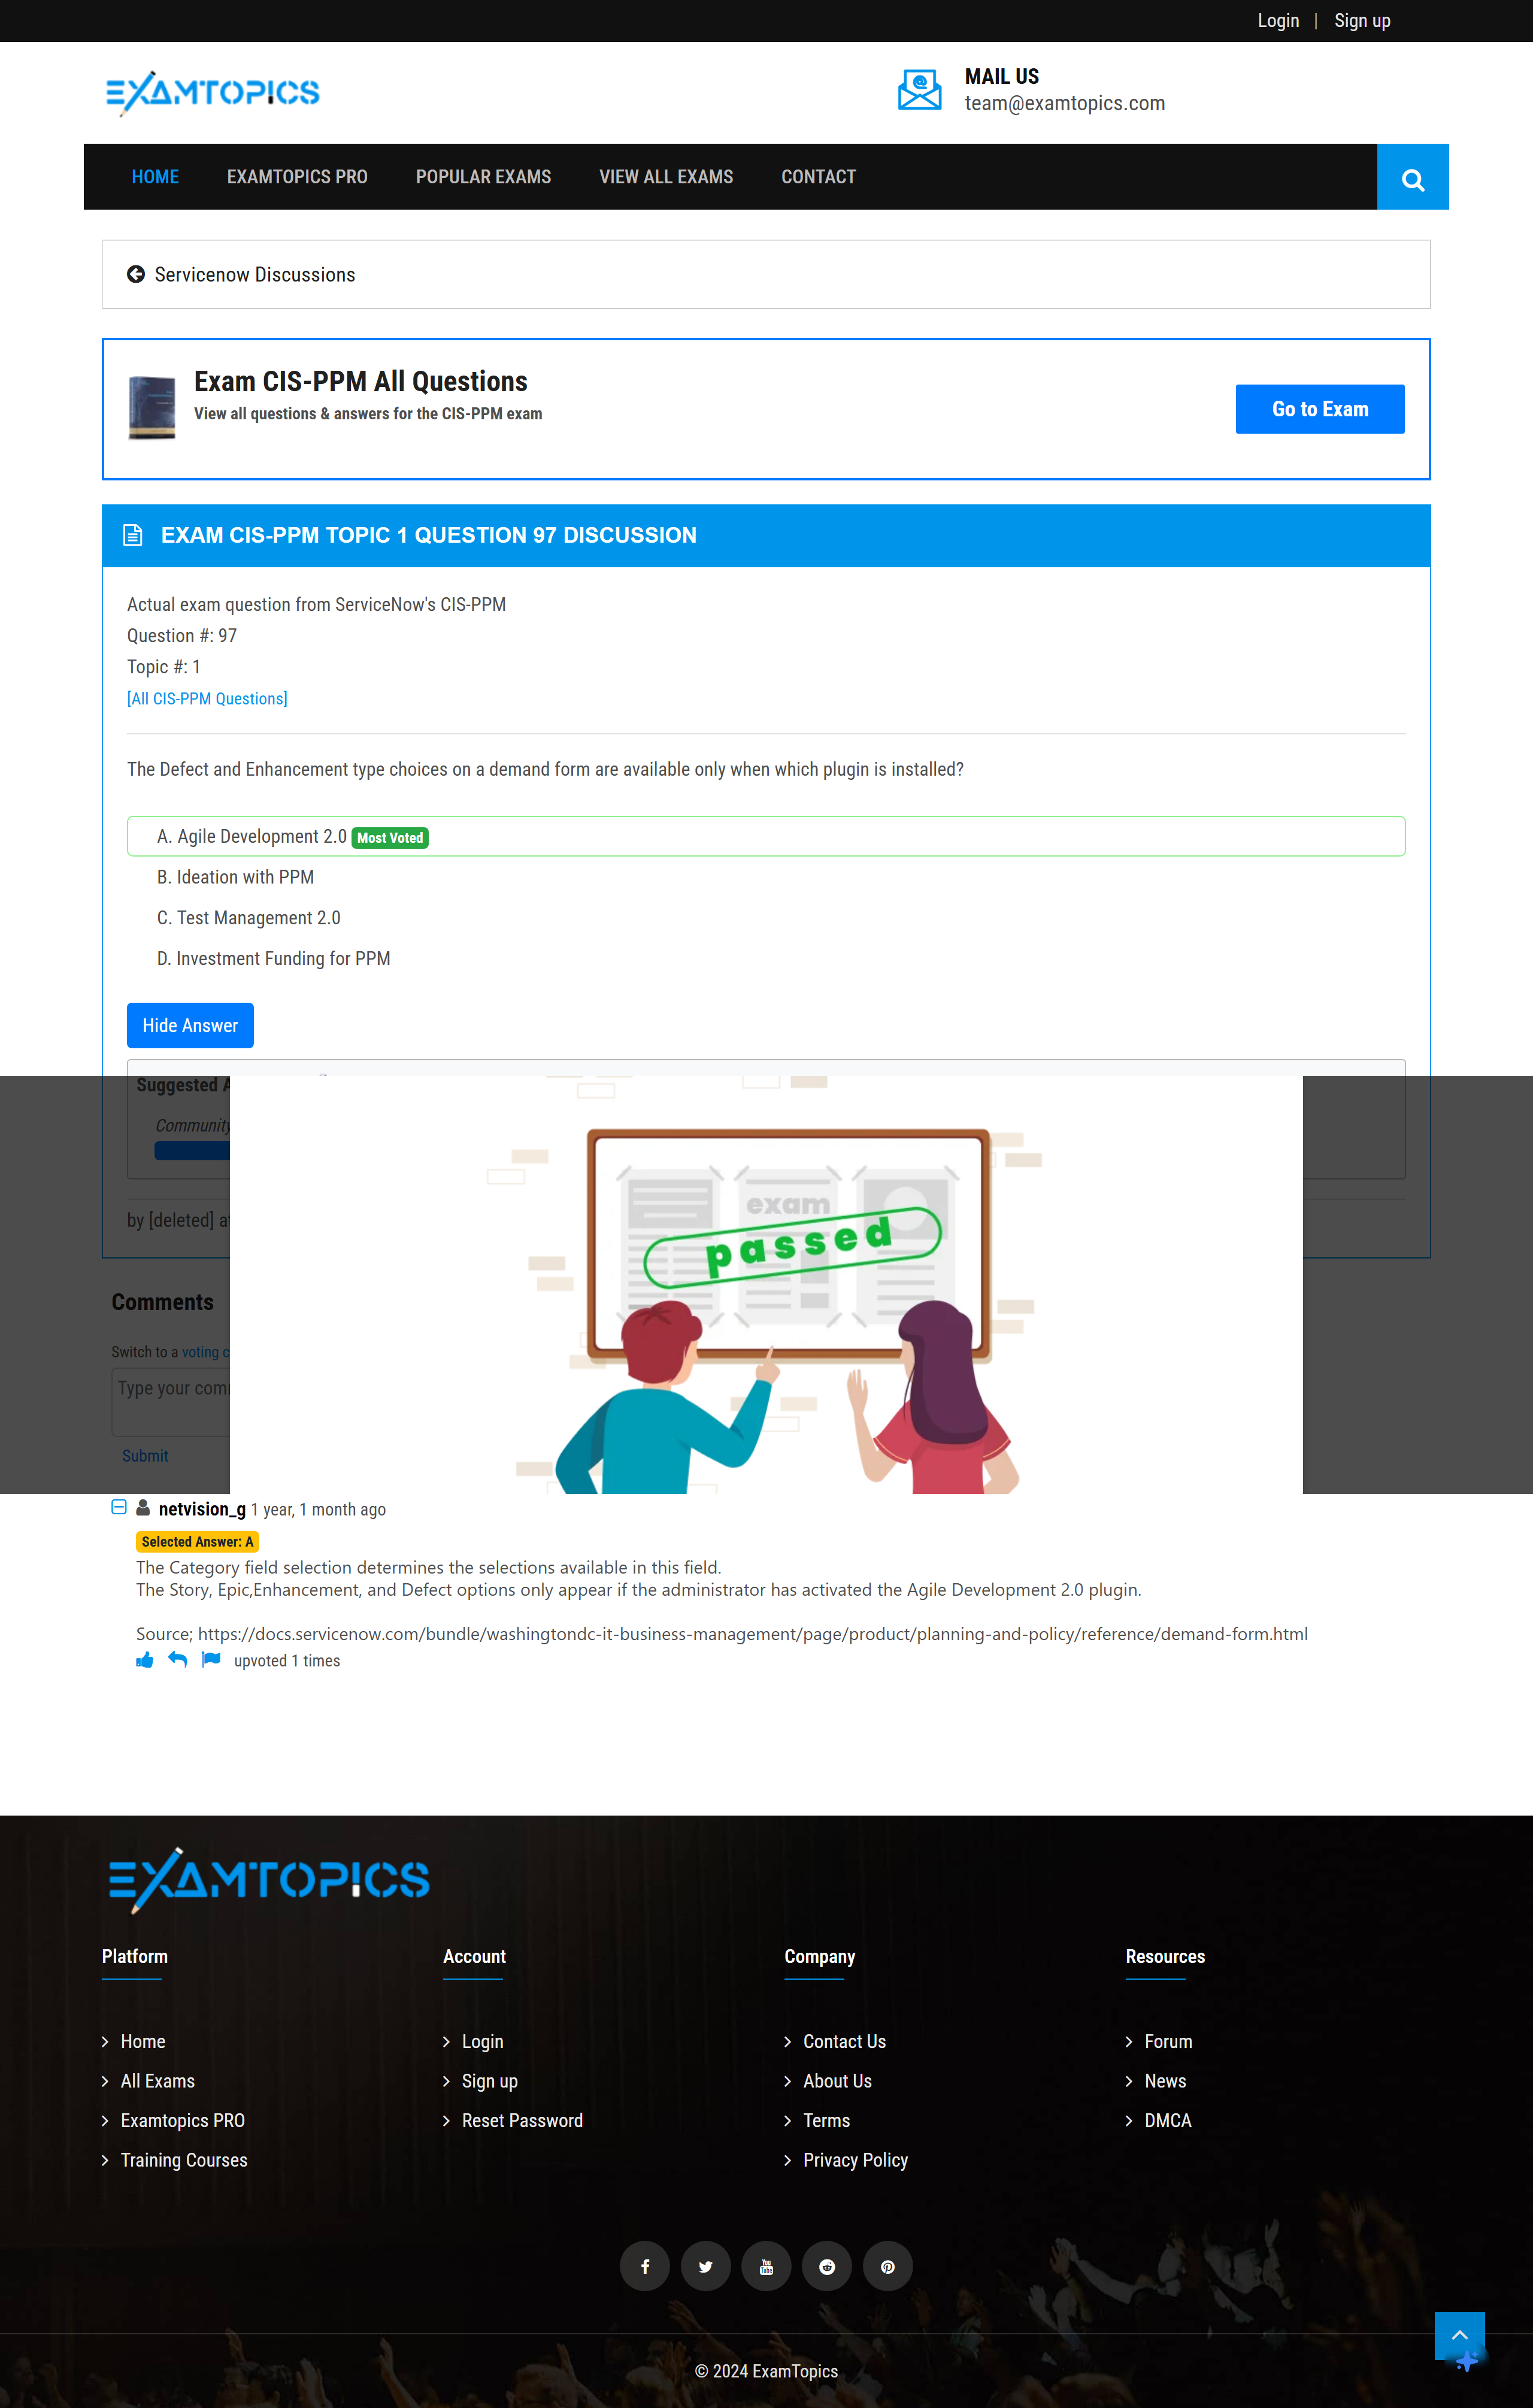 Login | Sign up
EXAMTOPICS
MAIL US
team@examtopics.com
HOME EXAMTOPICS PRO POPULAR EXAMS VIEW ALL EXAMS CONTACT
Servicenow Discussions
Exam CIS-PPM All Questions
View all questions & answers for the CIS-PPM exam
Go to Exam
EXAM CIS-PPM TOPIC 1 QUESTION 97 DISCUSSION
Actual exam question from ServiceNow's CIS-PPM
Question #: 97
Topic #: 1
[All CIS-PPM Questions]
The Defect and Enhancement type choices on a demand form are available only when which plugin is installed?
A. Agile Development 2.0 Most Voted
B. Ideation with PPM
C. Test Management 2.0
D. Investment Funding for PPM
Hide Answer
Suggested
Community
by [deleted]
exam
passed
Comments
Switch to a voting
Type your
Submit
netvision_g 1 year, 1 month ago
Selected Answer: A
The Category field selection determines the selections available in this field.
The Story, Epic,Enhancement, and Defect options only appear if the administrator has activated the Agile Development 2.0 plugin.
Source; https://docs.servicenow.com/bundle/washingtondc-it-business-management/page/product/planning-and-policy/reference/demand-form.html
upvoted 1 times
EXAMTOPICS
Platform
Home
All Exams
Examtopics PRO
Training Courses
Account
Login
Sign up
Reset Password
Company
Contact Us
About Us
Terms
Privacy Policy
Resources
Forum
News
DMCA
You
Tube
© 2024 ExamTopics